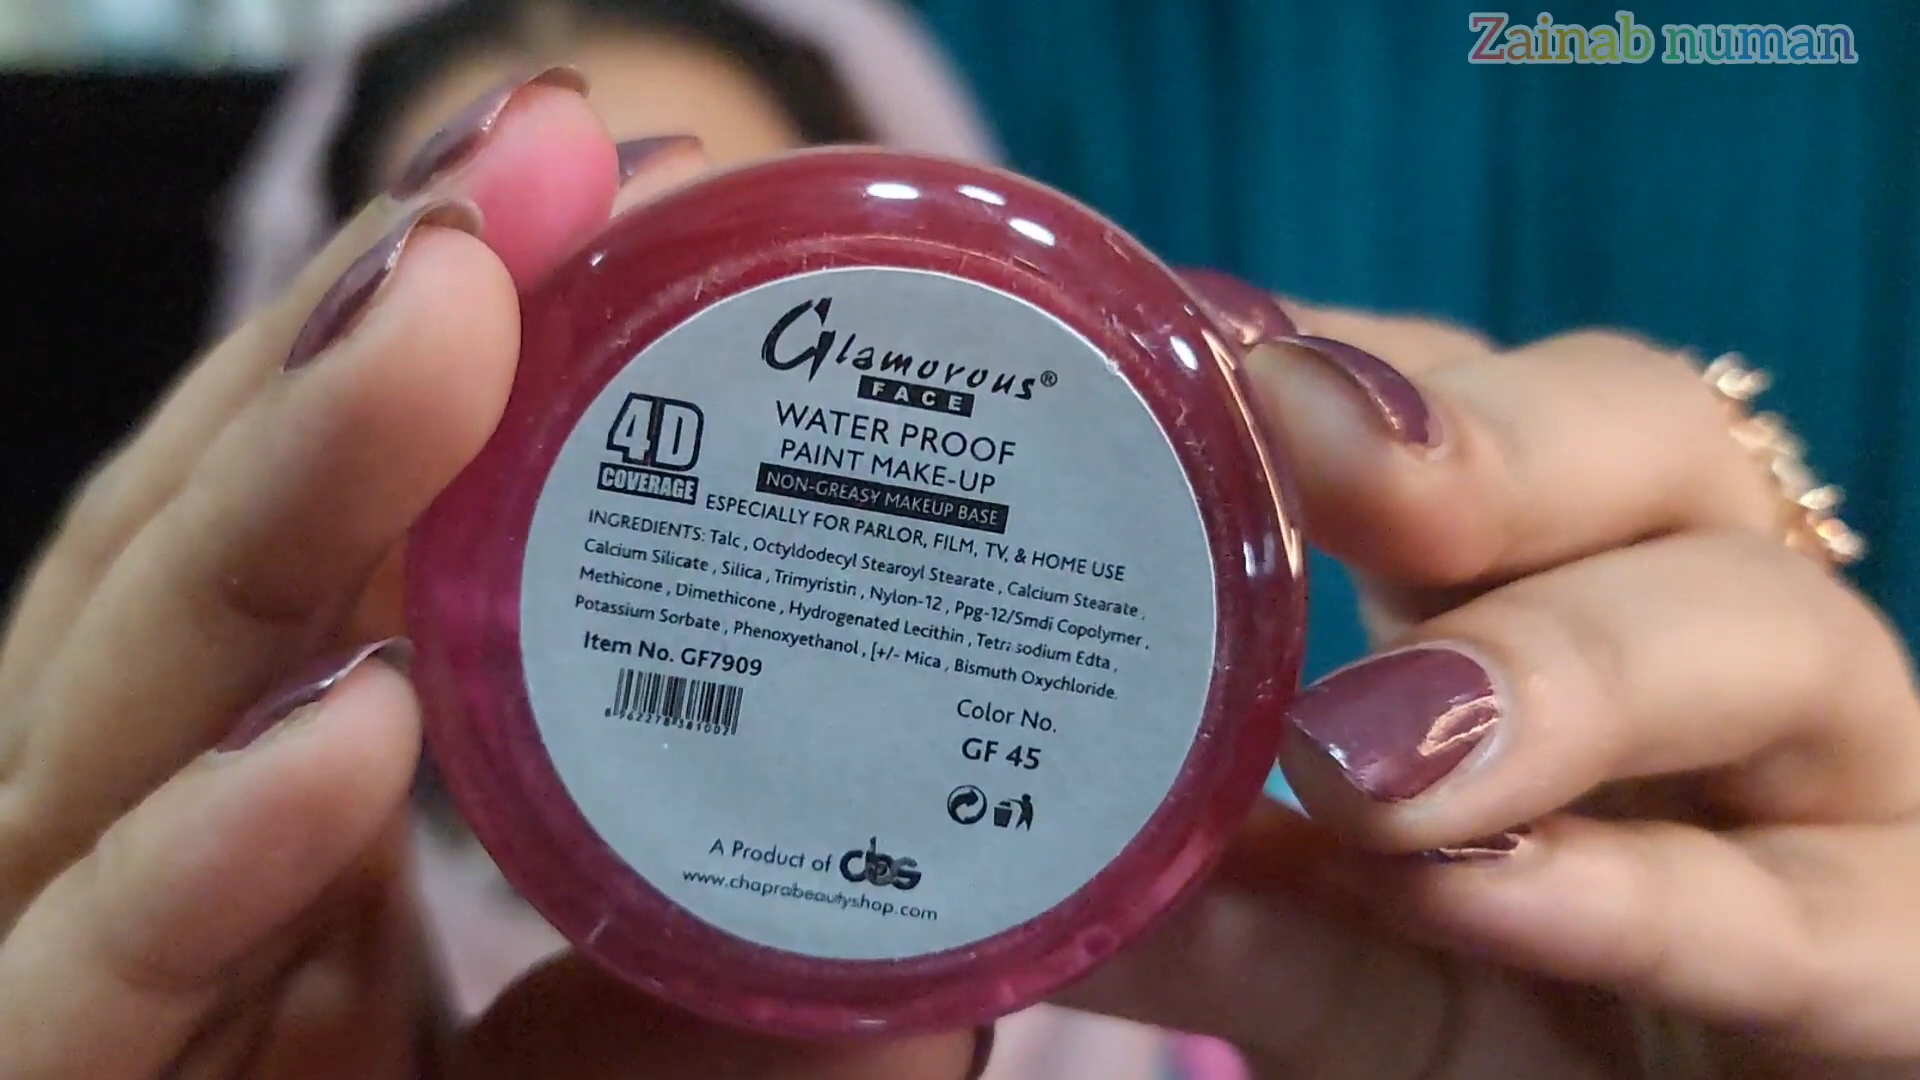 Zainab numan
Glamorous®
FACE
4D
COVERAGE
WATER PROOF
PAINT MAKE-UP
NON-GREASY MAKEUP BASE
ESPECIALLY FOR PARLOR, FILM, TV, & HOME USE
INGREDIENTS: Talc , Octyldodecyl Stearoyl Stearate , Calcium Stearate ,
Calcium Silicate , Silica , Trimyristin , Nylon-12 , Ppg-12/Smdi Copolymer ,
Methicone , Dimethicone , Hydrogenated Lecithin , Tetrasodium Edta ,
Potassium Sorbate , Phenoxyethanol , [+/- Mica , Bismuth Oxychloride.
Item No. GF7909
8 962278 381002
Color No.
GF 45
A Product of cbs
www.chaprabeautyshop.com